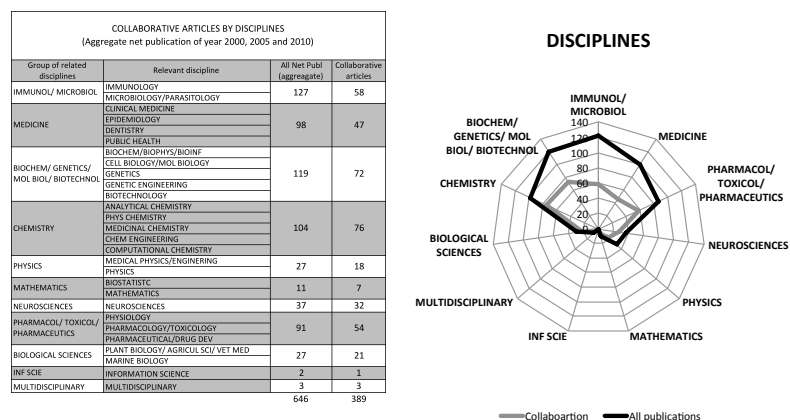 COLLABORATIVE ARTICLES BY DISCIPLINES
(Aggregate net publication of year 2000, 2005 and 2010)
Group of related disciplines Relevant discipline All Net Publ (aggreagate) Collaborative articles
IMMUNOL/ MICROBIOL IMMUNOLOGY 127 58
MICROBIOLOGY/PARASITOLOGY
MEDICINE CLINICAL MEDICINE 98 47
EPIDEMIOLOGY
DENTISTRY
PUBLIC HEALTH
BIOCHEM/ GENETICS/ MOL BIOL/ BIOTECHNOL BIOCHEM/BIOPHYS/BIOINF 119 72
CELL BIOLOGY/MOL BIOLOGY
GENETICS
GENETIC ENGINEERING
BIOTECHNOLOGY
CHEMISTRY ANALYTICAL CHEMISTRY 104 76
PHYS CHEMISTRY
MEDICINAL CHEMISTRY
CHEM ENGINEERING
COMPUTATIONAL CHEMISTRY
PHYSICS MEDICAL PHYSICS/ENGINERING 27 18
PHYSICS
MATHEMATICS BIOSTATISTC 11 7
MATHEMATICS
NEUROSCIENCES NEUROSCIENCES 37 32
PHARMACOL/ TOXICOL/ PHARMACEUTICS PHYSIOLOGY 91 54
PHARMACOLOGY/TOXICOLOGY
PHARMACEUTICAL/DRUG DEV
BIOLOGICAL SCIENCES PLANT BIOLOGY/ AGRICUL SCI/ VET MED 27 21
MARINE BIOLOGY
INF SCIE INFORMATION SCIENCE 2 1
MULTIDISCIPLINARY MULTIDISCIPLINARY 3 3
646 389
DISCIPLINES
IMMUNOL/
MICROBIOL
MEDICINE
PHARMACOL/
TOXICOL/
PHARMACEUTICS
NEUROSCIENCES
PHYSICS
MATHEMATICS
INF SCIE
MULTIDISCIPLINARY
BIOLOGICAL
SCIENCES
CHEMISTRY
BIOCHEM/
GENETICS/ MOL
BIOL/ BIOTECHNOL
140
120
100
80
60
40
20
0
Collaboartion All publications